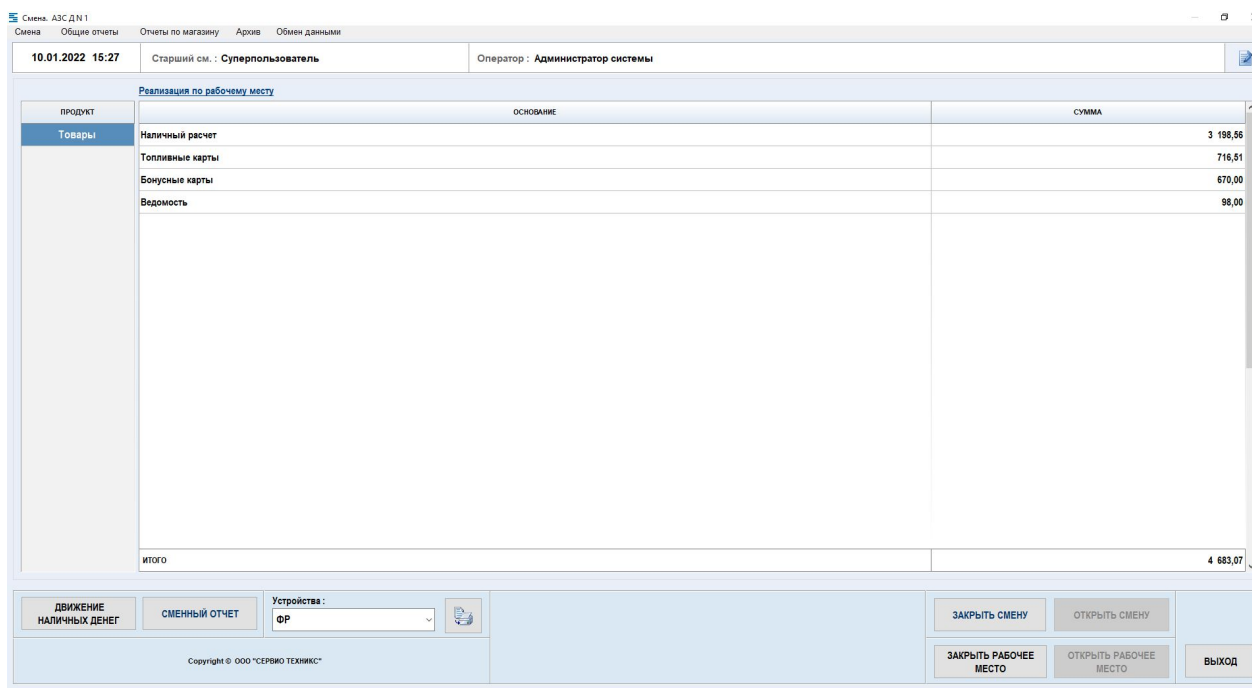 Смена. АЗС Д N 1
Смена Общие отчеты Отчеты по магазину Архив Обмен данными
10.01.2022 15:27 Старший см. : Суперпользователь Оператор : Администратор системы
Реализация по рабочему месту
ПРОДУКТ ОСНОВАНИЕ СУММА
Товары Наличный расчет 3 198,56
Топливные карты 716,51
Бонусные карты 670,00
Ведомость 98,00
ИТОГО 4 683,07
ДВИЖЕНИЕ НАЛИЧНЫХ ДЕНЕГ
СМЕННЫЙ ОТЧЕТ
Устройства :
ФР
ЗАКРЫТЬ СМЕНУ ОТКРЫТЬ СМЕНУ
Copyright © ООО "СЕРВИО ТЕХНИКС"
ЗАКРЫТЬ РАБОЧЕЕ МЕСТО
ОТКРЫТЬ РАБОЧЕЕ МЕСТО
ВЫХОД